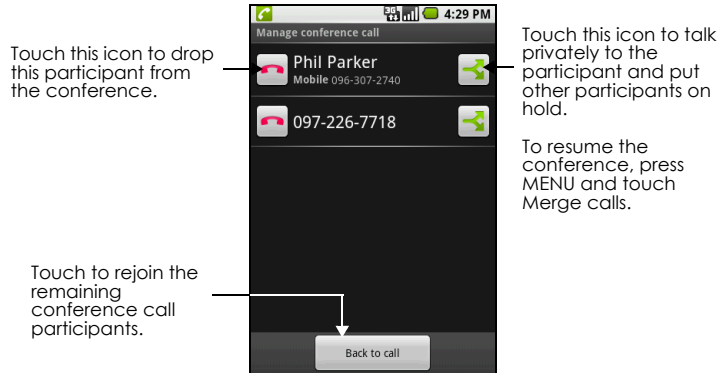 3G
4:29 PM
Manage conference call
Phil Parker
Mobile 096-307-2740
097-226-7718
Back to call
Touch this icon to drop
this participant from
the conference.
Touch this icon to talk
privately to the
participant and put
other participants on
hold.
To resume the
conference, press
MENU and touch
Merge calls.
Touch to rejoin the
remaining
conference call
participants.